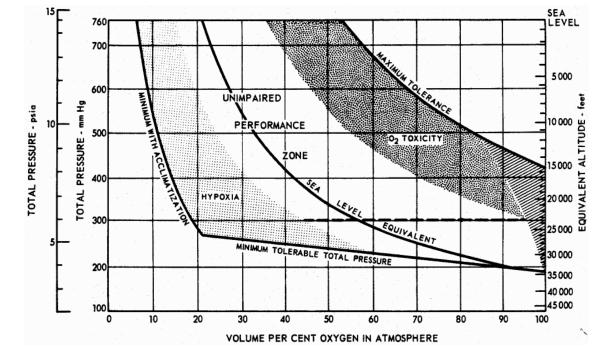 15
10
5
TOTAL PRESSURE - psia
760
700
600
500
400
300
200
100
TOTAL PRESSURE - mm Hg
MINIMUM WITH ACCLIMATIZATION
HYPOXIA
UNIMPAIRED
PERFORMANCE
ZONE
SEA LEVEL EQUIVALENT
MINIMUM TOLERABLE TOTAL PRESSURE
MAXIMUM TOLERANCE
O₂ TOXICITY
SEA
LEVEL
5000
10000
15000
20000
25000
30000
35000
40000
45000
EQUIVALENT ALTITUDE - feet
0 10 20 30 40 50 60 70 80 90 100
VOLUME PER CENT OXYGEN IN ATMOSPHERE